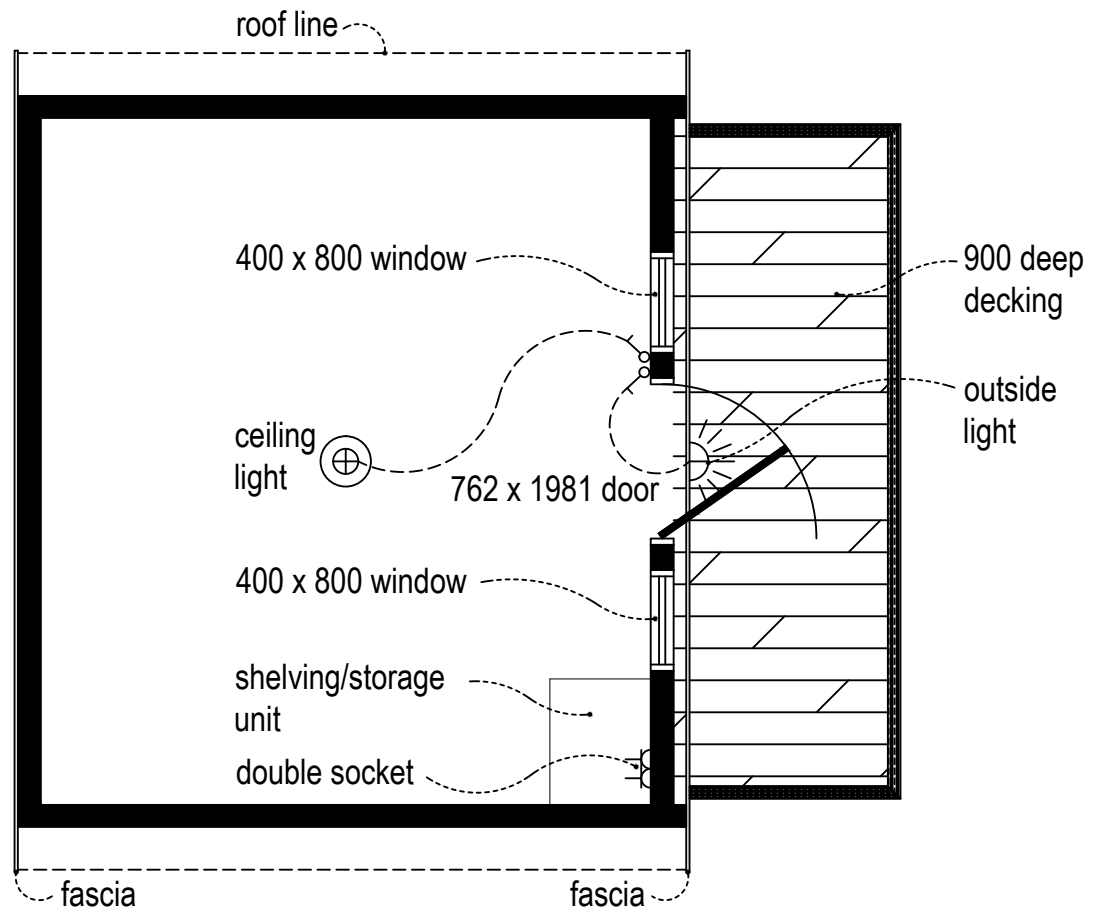 roof line
400 x 800 window
900 deep
decking
outside
light
ceiling
light
762 x 1981 door
400 x 800 window
shelving/storage
unit
double socket
fascia
fascia